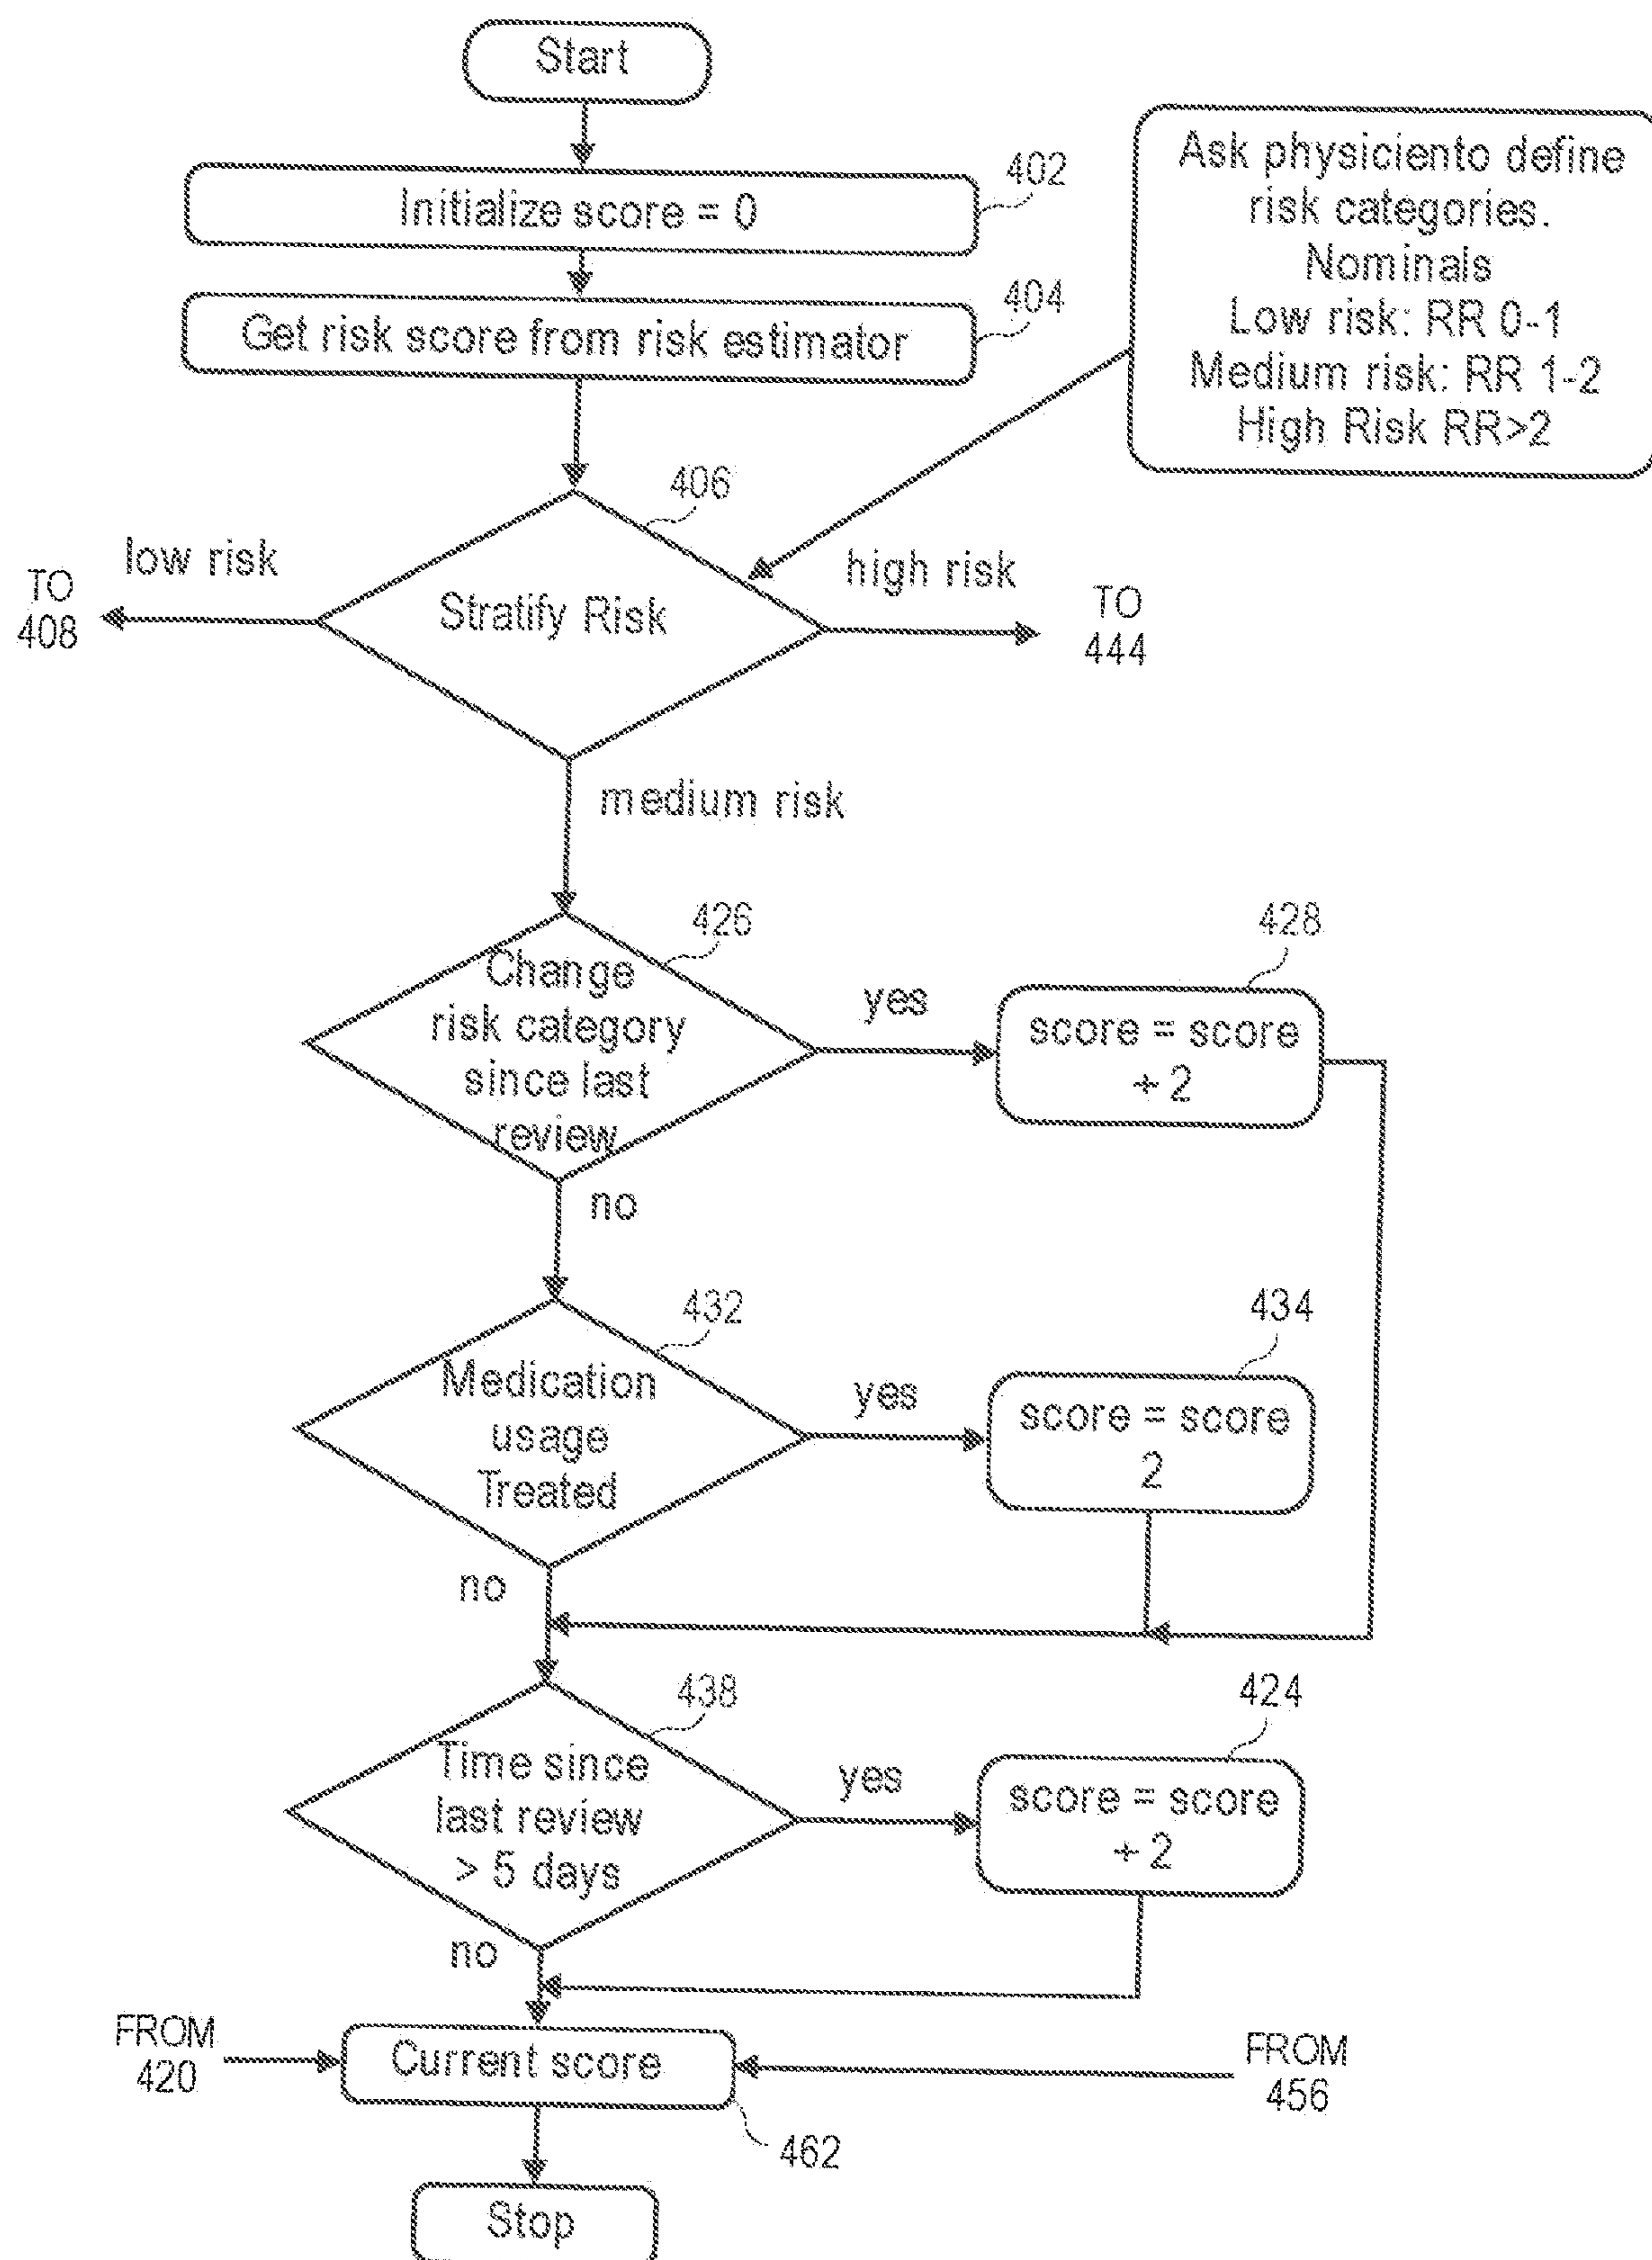 Start
Initialize score = 0
402
Get risk score from risk estimator
404
Ask physiciento define
risk categories.
Nominals
Low risk: RR 0-1
Medium risk: RR 1-2
High Risk RR>2
406
low risk
TO
408
Stratify Risk
high risk
TO
444
medium risk
426
Change
risk category
since last
review
yes
428
score = score
+ 2
no
432
Medication
usage
Treated
yes
434
score = score
2
no
438
Time since
last review
> 5 days
yes
424
score = score
+ 2
no
FROM
420
Current score
FROM
456
462
Stop